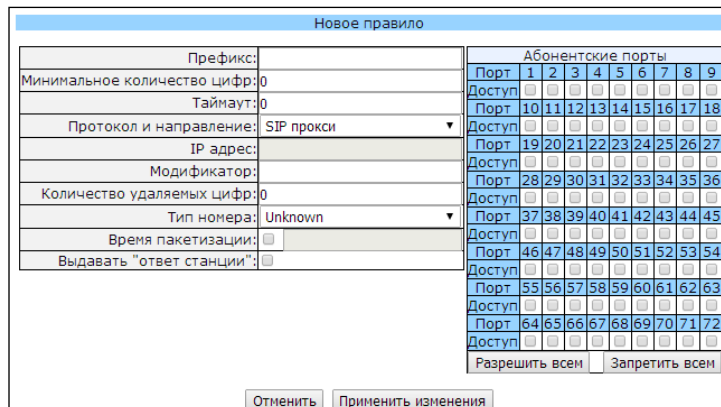 Новое правило
Префикс:
Минимальное количество цифр: 0
Таймаут: 0
Протокол и направление: SIP прокси
IP адрес:
Модификатор:
Количество удаляемых цифр: 0
Тип номера: Unknown
Время пакетизации:
Выдавать "ответ станции":
Абонентские порты
Порт 1 2 3 4 5 6 7 8 9
Доступ
Порт 10 11 12 13 14 15 16 17 18
Доступ
Порт 19 20 21 22 23 24 25 26 27
Доступ
Порт 28 29 30 31 32 33 34 35 36
Доступ
Порт 37 38 39 40 41 42 43 44 45
Доступ
Порт 46 47 48 49 50 51 52 53 54
Доступ
Порт 55 56 57 58 59 60 61 62 63
Доступ
Порт 64 65 66 67 68 69 70 71 72
Доступ
Разрешить всем Запретить всем
Отменить Применить изменения